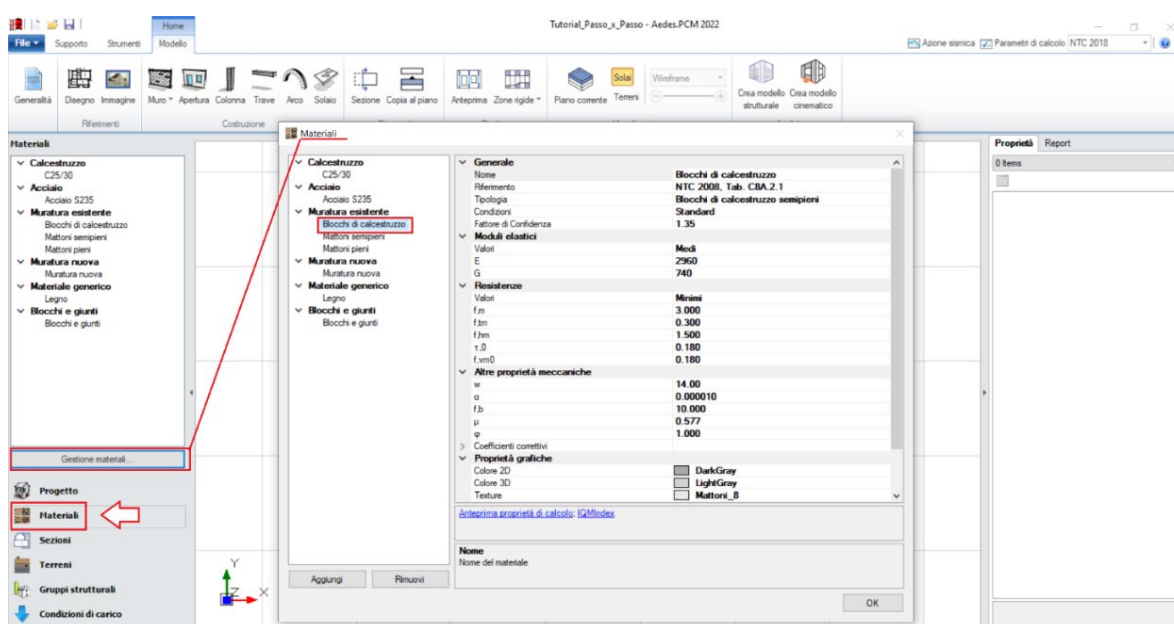 Tutorial_Passo_x_Passo - Aedes.PCM 2022
Home
File Supporto Strumenti Modello
Azione sismica Parametri di calcolo NTC 2018
Generalità Disegno Immagine Muro Apertura Colonna Trave Arco Solaio Sezione Copia al piano Anteprima Zone rigide Piano corrente Solai Terreni Wireframe Crea modello strutturale Crea modello cinematico
Riferimenti Costruzione
Materiali
Calcestruzzo
C25/30
Acciaio
Acciaio S235
Muratura esistente
Blocchi di calcestruzzo
Mattoni semipieni
Mattoni pieni
Muratura nuova
Muratura nuova
Materiale generico
Legno
Blocchi e giunti
Blocchi e giunti
Gestione materiali...
Progetto
Materiali
Sezioni
Terreni
Gruppi strutturali
Condizioni di carico
Y
Z X
Materiali
Calcestruzzo
C25/30
Acciaio
Acciaio S235
Muratura esistente
Blocchi di calcestruzzo
Mattoni semipieni
Mattoni pieni
Muratura nuova
Muratura nuova
Materiale generico
Legno
Blocchi e giunti
Blocchi e giunti
Aggiungi Rimuovi
Generale
Nome Blocchi di calcestruzzo
Riferimento NTC 2008, Tab. C8A.2.1
Tipologia Blocchi di calcestruzzo semipieni
Condizioni Standard
Fattore di Confidenza 1.35
Moduli elastici
Valori Medi
E 2960
G 740
Resistenze
Valori Minimi
f,m 3.000
f,tm 0.300
f,hm 1.500
τ,0 0.180
f,vm0 0.180
Altre proprietà meccaniche
w 14.00
α 0.000010
f,b 10.000
μ 0.577
φ 1.000
Coefficienti correttivi
Proprietà grafiche
Colore 2D DarkGray
Colore 3D LightGray
Texture Mattoni_8
Anteprima proprietà di calcolo; IQMIndex
Nome
Nome del materiale
OK
Proprietà Report
0 Items